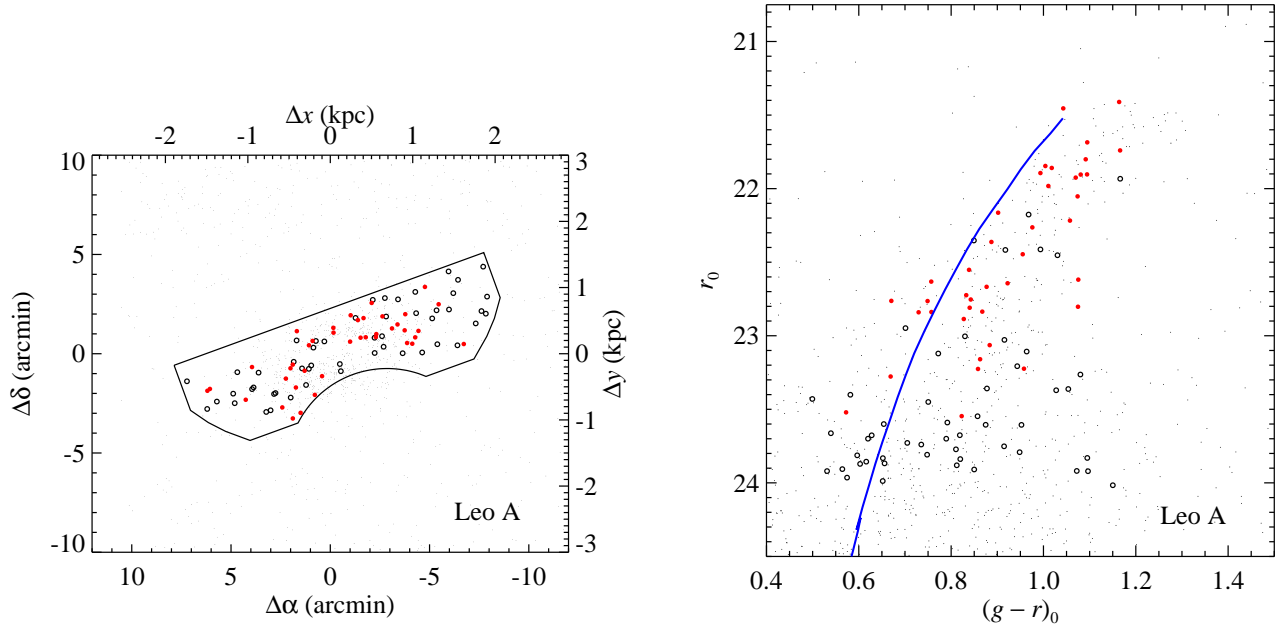 Δx (kpc)
-2 -1 0 1 2
10
5
0
-5
-10
Δδ (arcmin)
3
2
1
0
-1
-2
-3
Δy (kpc)
Leo A
10 5 0 -5 -10
Δα (arcmin)
21
22
23
24
r₀
Leo A
0.4 0.6 0.8 1.0 1.2 1.4
(g − r)₀